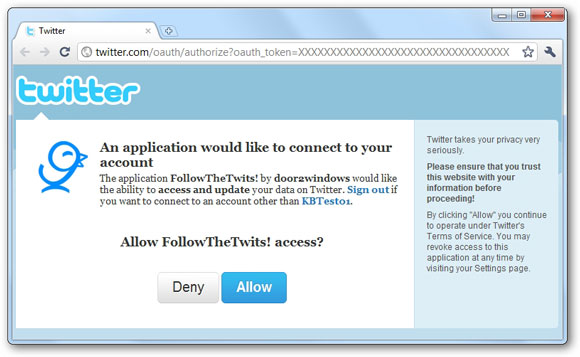 Twitter
twitter.com/oauth/authorize?oauth_token=XXXXXXXXXXXXXXXXXXXXXXXXXXXXXXXXXXX
twitter
An application would like to connect to your
account
The application FollowTheTwits! by door2windows would like
the ability to access and update your data on Twitter. Sign out if
you want to connect to an account other than KBTest01.
Allow FollowTheTwits! access?
Deny
Allow
Twitter takes your privacy very
seriously.
Please ensure that you trust
this website with your
information before
proceeding!
By clicking "Allow" you continue
to operate under Twitter's
Terms of Service. You may
revoke access to this
application at any time by
visiting your Settings page.